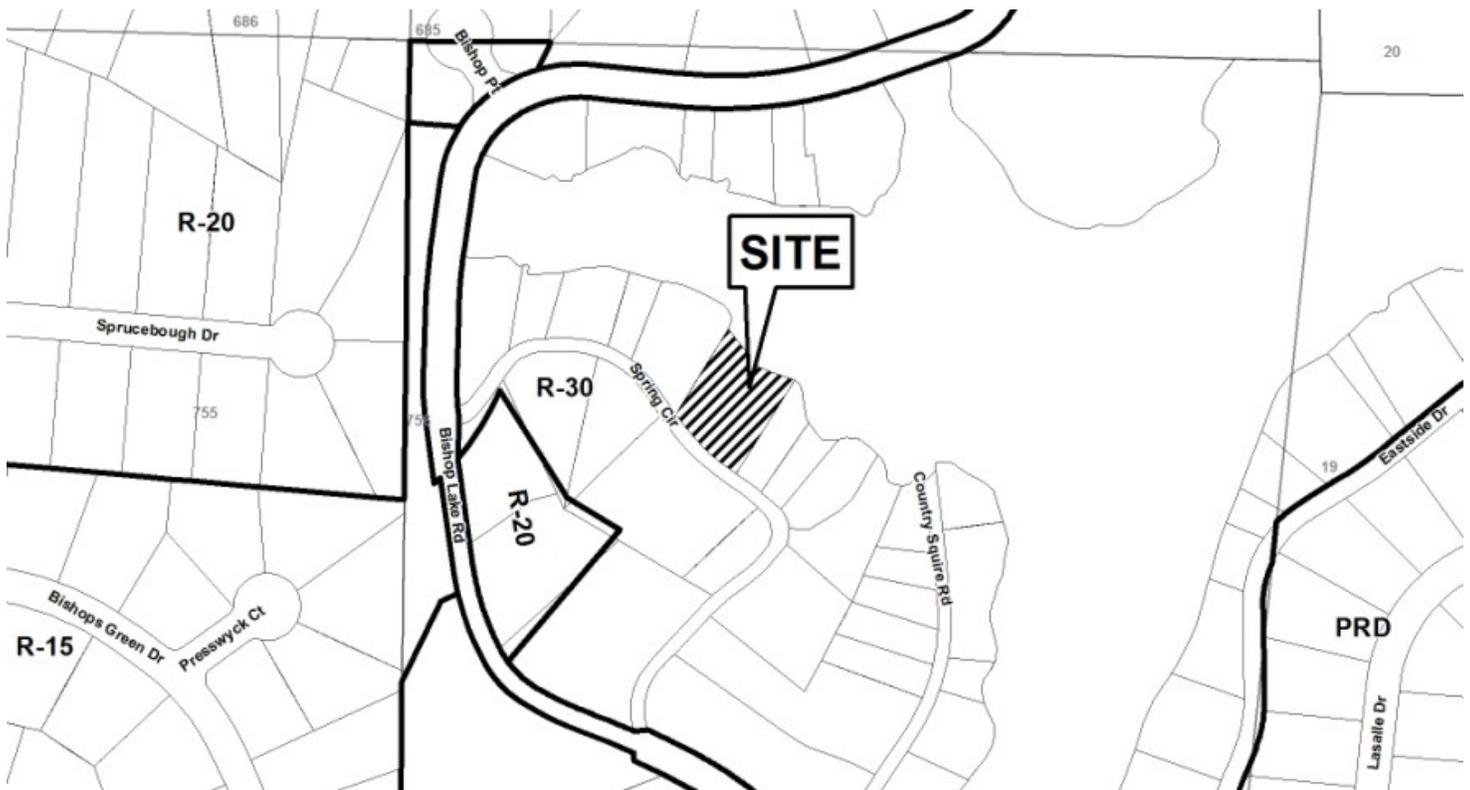 686
685
Bishop Pt
20
R-20
SITE
Sprucebough Dr
R-30
Spring Cir
755
Bishop Lake Rd
Eastside Dr
19
R-20
Country Squire Rd
Bishops Green Dr
Presswyck Ct
R-15
PRD
Lasalle Dr